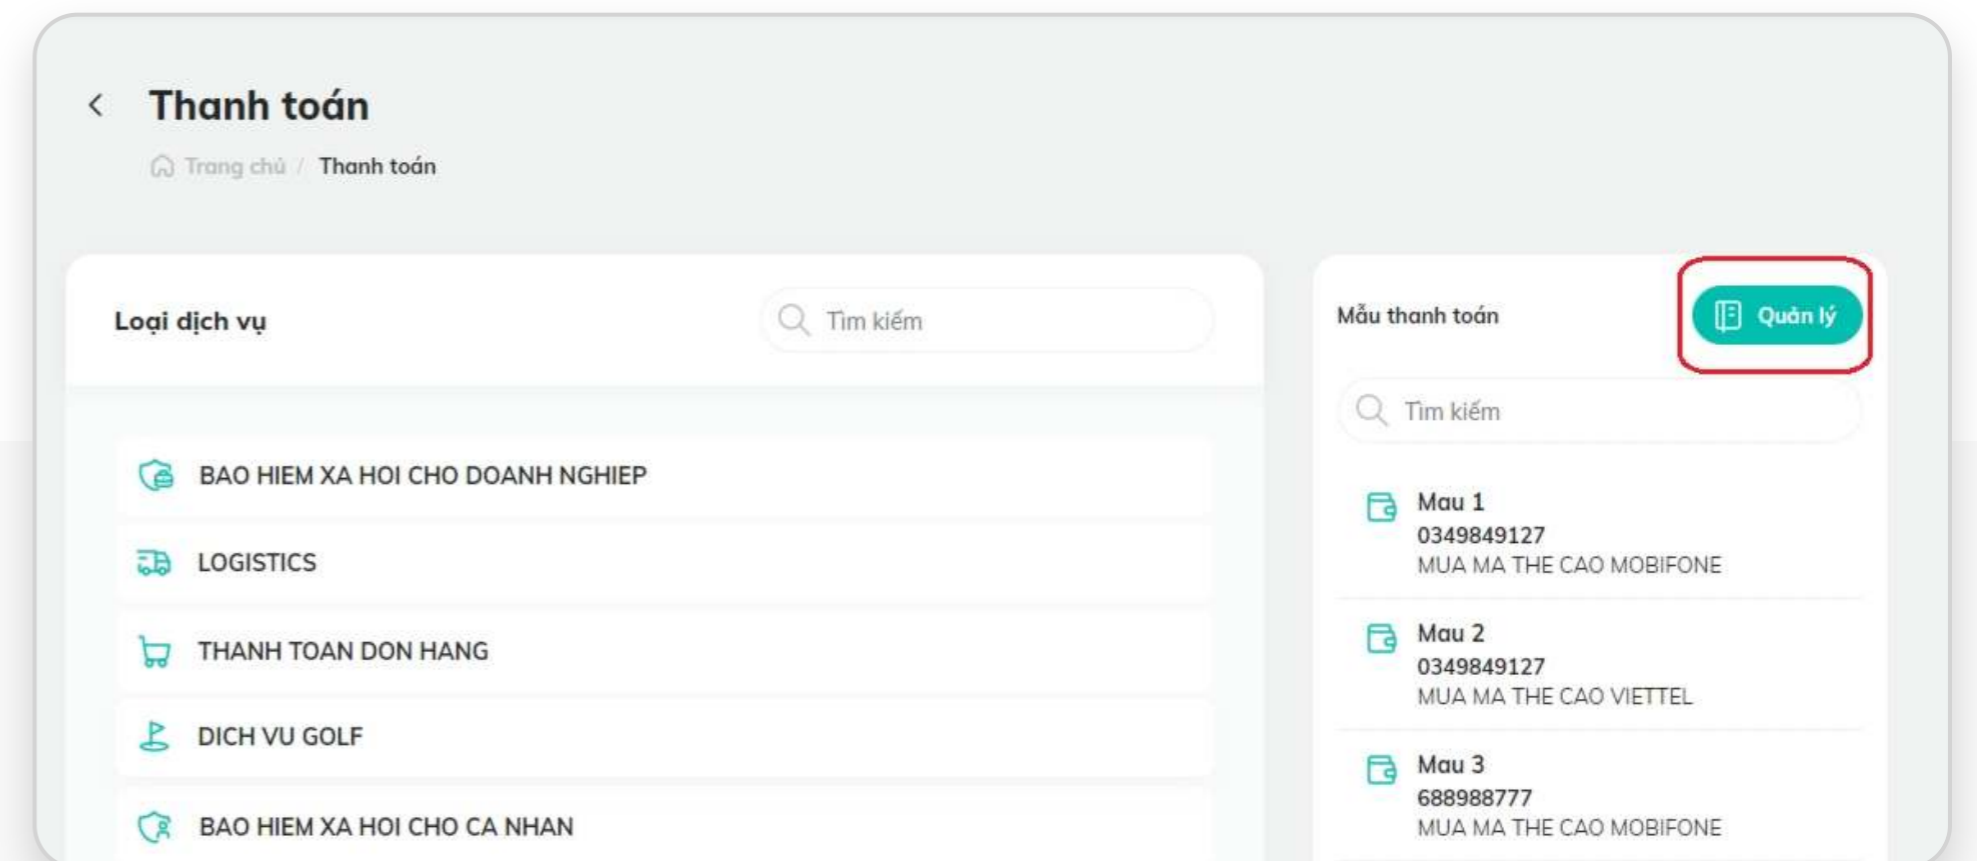 Thanh toán
Trang chủ / Thanh toán
Loại dịch vụ
Tìm kiếm
BAO HIEM XA HOI CHO DOANH NGHIEP
LOGISTICS
THANH TOAN DON HANG
DICH VU GOLF
BAO HIEM XA HOI CHO CA NHAN
Mẫu thanh toán
Quản lý
Tìm kiếm
Mau 1
0349849127
MUA MA THE CAO MOBIFONE
Mau 2
0349849127
MUA MA THE CAO VIETTEL
Mau 3
688988777
MUA MA THE CAO MOBIFONE